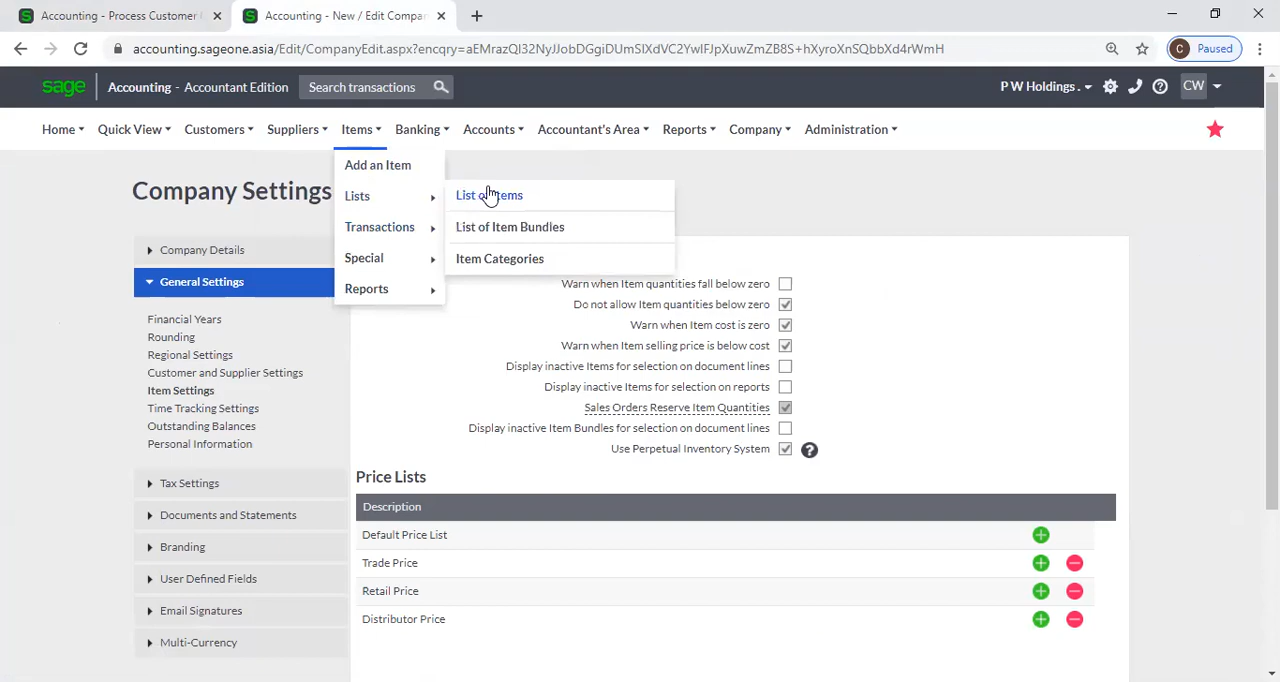 Accounting - Process Customer
Accounting - New / Edit Compa
accounting.sageone.asia/Edit/CompanyEdit.aspx?encqry=aEMrazQI32NyJJobDGgiDUmSIXdVC2YwIFJpXuwZmZB8S+hXyroXnSQbbXd4rWmH
C Paused
sage Accounting - Accountant Edition Search transactions P W Holdings . CW
Home Quick View Customers Suppliers Items Banking Accounts Accountant's Area Reports Company Administration
Add an Item
Lists
Transactions
Special
Reports
List of Items
List of Item Bundles
Item Categories
Company Settings
Company Details
General Settings
Financial Years
Rounding
Regional Settings
Customer and Supplier Settings
Item Settings
Time Tracking Settings
Outstanding Balances
Personal Information
Tax Settings
Documents and Statements
Branding
User Defined Fields
Email Signatures
Multi-Currency
Warn when Item quantities fall below zero
Do not allow Item quantities below zero
Warn when Item cost is zero
Warn when Item selling price is below cost
Display inactive Items for selection on document lines
Display inactive Items for selection on reports
Sales Orders Reserve Item Quantities
Display inactive Item Bundles for selection on document lines
Use Perpetual Inventory System ?
Price Lists
Description
Default Price List
Trade Price
Retail Price
Distributor Price